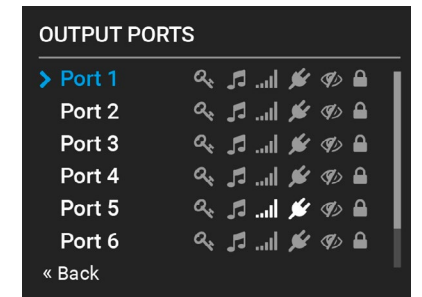 OUTPUT PORTS
Port 1
Port 2
Port 3
Port 4
Port 5
Port 6
« Back